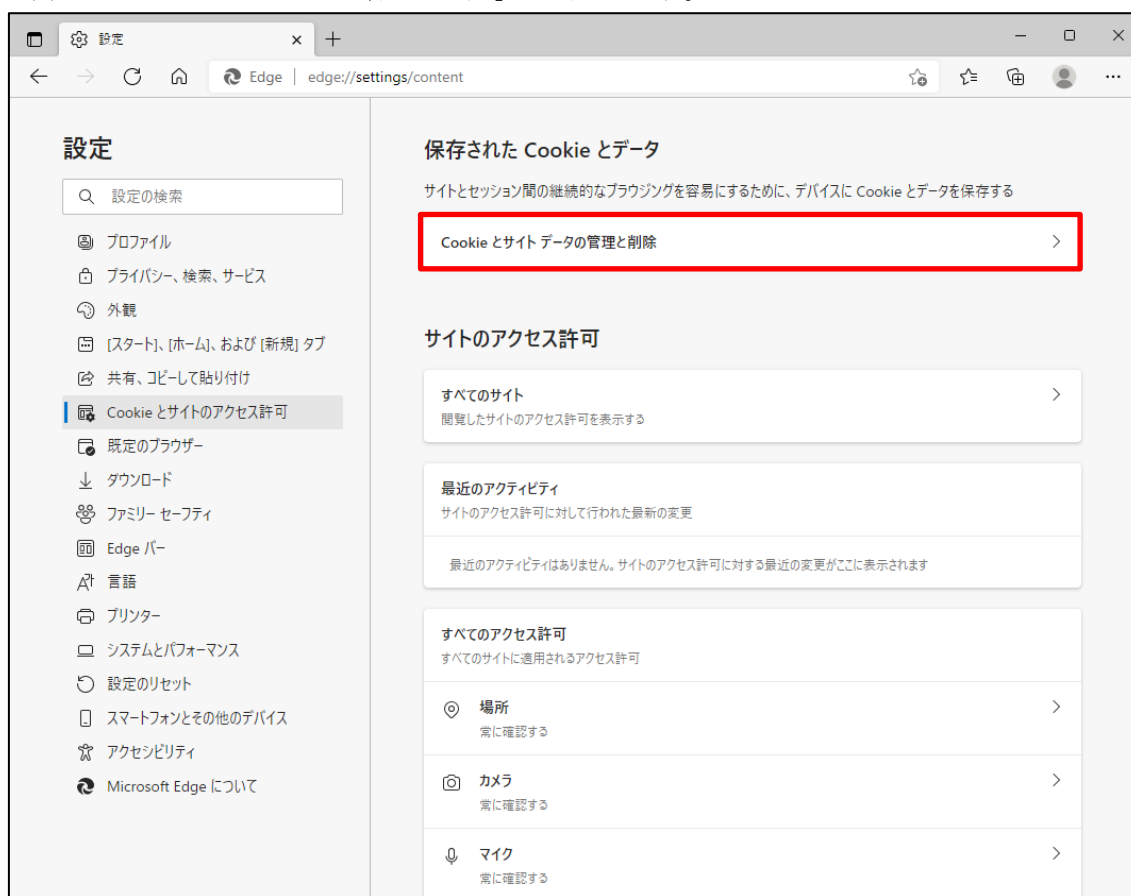 設定
Edge
edge://settings/content
設定
設定の検索
プロファイル
プライバシー、検索、サービス
外観
[スタート]、[ホーム]、および [新規] タブ
共有、コピーして貼り付け
Cookie とサイトのアクセス許可
既定のブラウザー
ダウンロード
ファミリー セーフティ
Edge バー
言語
プリンター
システムとパフォーマンス
設定のリセット
スマートフォンとその他のデバイス
アクセシビリティ
Microsoft Edge について
保存された Cookie とデータ
サイトとセッション間の継続的なブラウジングを容易にするために、デバイスに Cookie とデータを保存する
Cookie とサイト データの管理と削除
サイトのアクセス許可
すべてのサイト
閲覧したサイトのアクセス許可を表示する
最近のアクティビティ
サイトのアクセス許可に対して行われた最新の変更
最近のアクティビティはありません。サイトのアクセス許可に対する最近の変更がここに表示されます
すべてのアクセス許可
すべてのサイトに適用されるアクセス許可
場所
常に確認する
カメラ
常に確認する
マイク
常に確認する